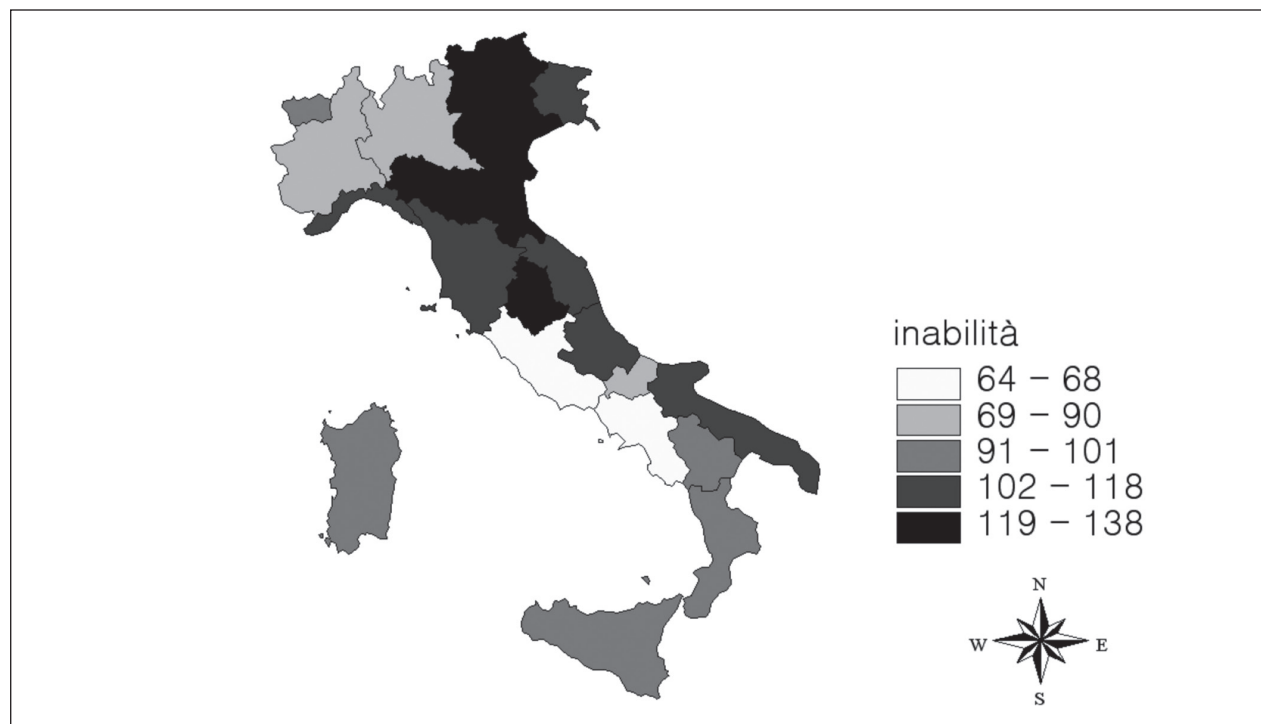 inabilità
64 – 68
69 – 90
91 – 101
102 – 118
119 – 138
N
W E
S